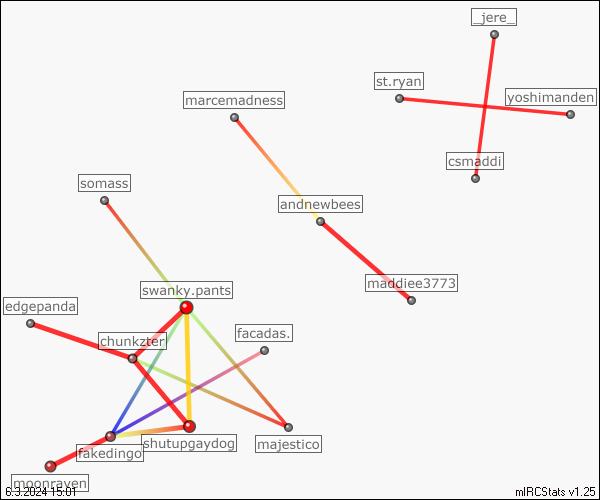 _jere_
st.ryan
yoshimanden
marcemadness
csmaddi
somass
andnewbees
maddiee3773
swanky.pants
edgepanda
chunkzter
facadas.
fakedingo
shutupgaydog
majestico
moonraven
6.3.2024 15:01
mIRCStats v1.25